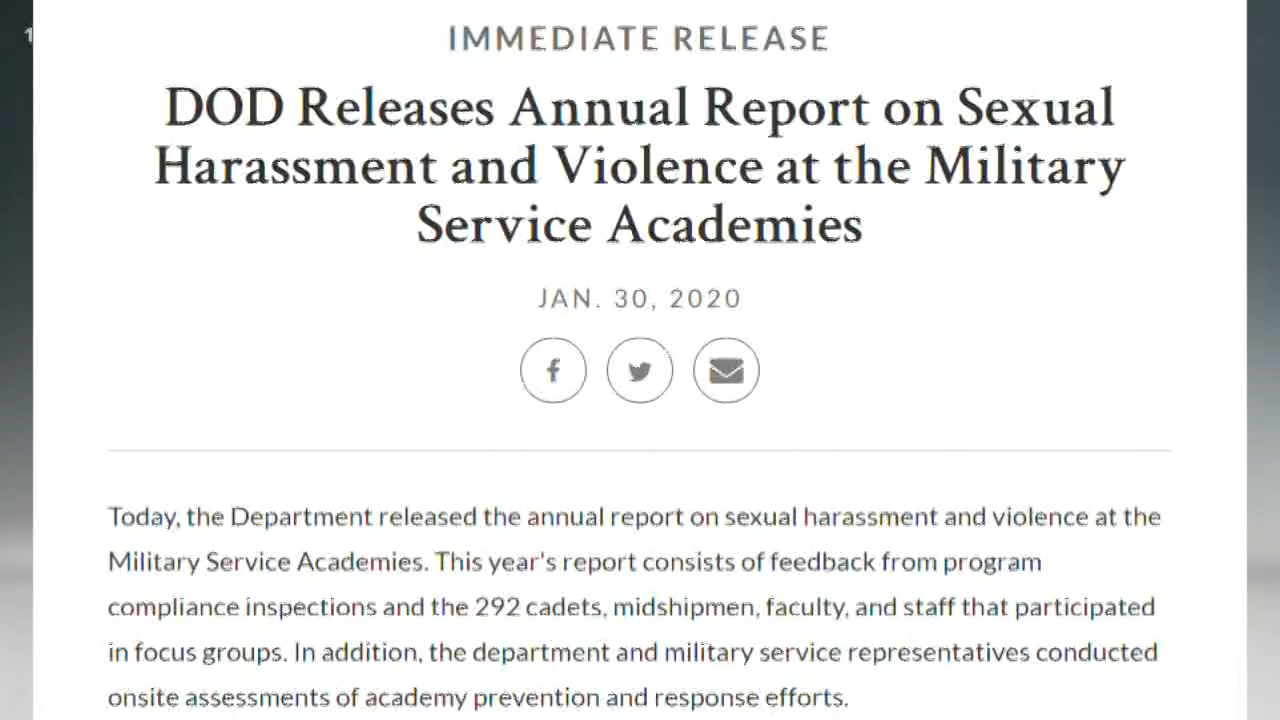 IMMEDIATE RELEASE
DOD Releases Annual Report on Sexual
Harassment and Violence at the Military
Service Academies
JAN. 30, 2020
Today, the Department released the annual report on sexual harassment and violence at the
Military Service Academies. This year's report consists of feedback from program
compliance inspections and the 292 cadets, midshipmen, faculty, and staff that participated
in focus groups. In addition, the department and military service representatives conducted
onsite assessments of academy prevention and response efforts.